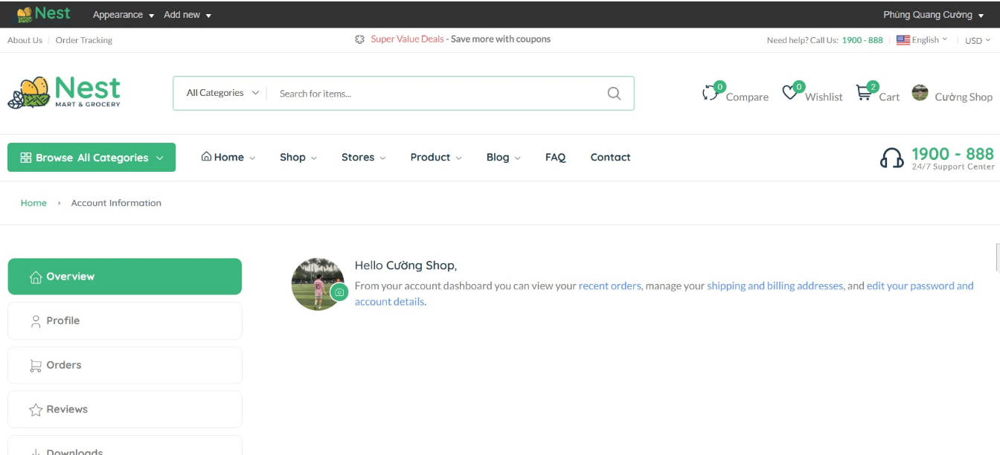 Nest Appearance Add new Phùng Quang Cường
About Us Order Tracking Super Value Deals - Save more with coupons Need help? Call Us: 1900 - 888 English USD
Nest
MART & GROCERY
All Categories Search for items... 0 Compare 0 Wishlist 2 Cart Cường Shop
Browse All Categories Home Shop Stores Product Blog FAQ Contact 1900 - 888
24/7 Support Center
Home › Account Information
Overview
Profile
Orders
Reviews
Downloads
Hello Cường Shop,
From your account dashboard you can view your recent orders, manage your shipping and billing addresses, and edit your password and
account details.